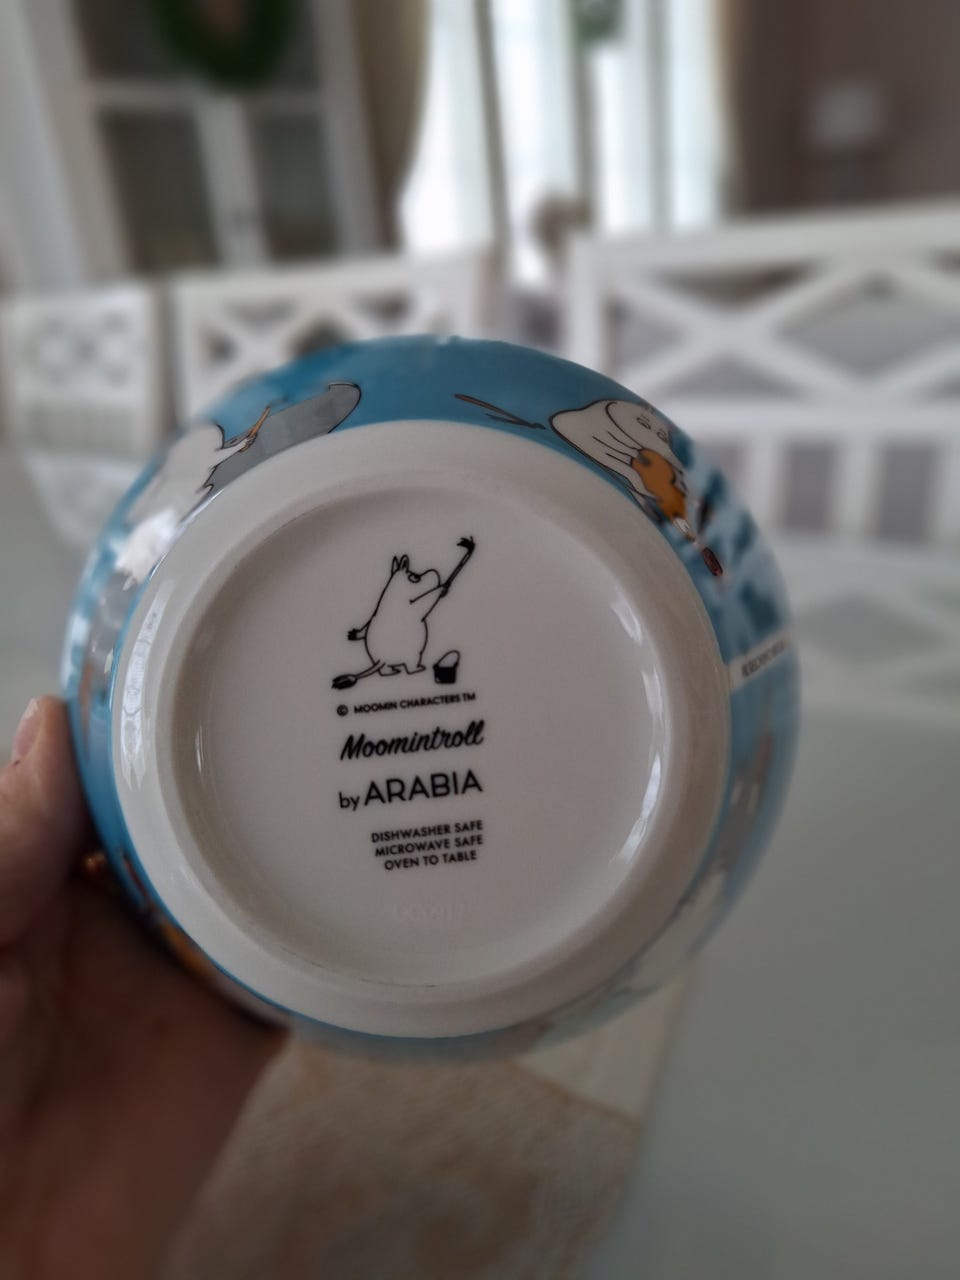 © MOOMIN CHARACTERS TM
Moomintroll
by ARABIA
DISHWASHER SAFE
MICROWAVE SAFE
OVEN TO TABLE